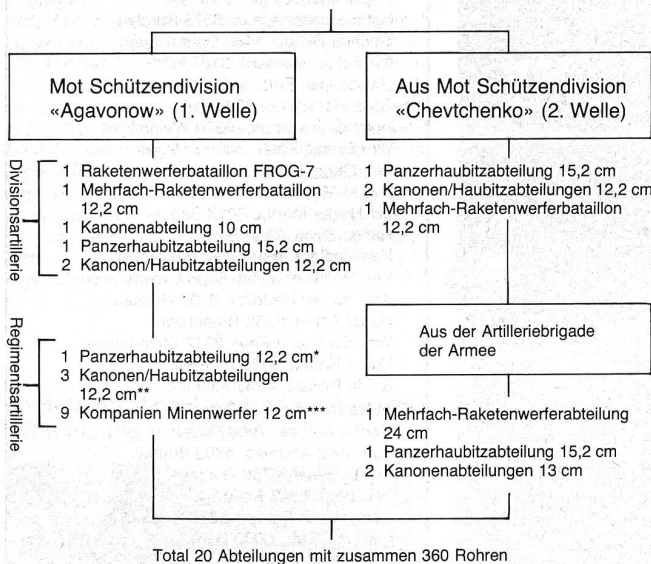 Mot Schützendivision
«Agavonow» (1. Welle)
Divisionsartillerie
1 Raketenwerferbataillon FROG-7
1 Mehrfach-Raketenwerferbataillon
12,2 cm
1 Kanonenabteilung 10 cm
1 Panzerhaubitzabteilung 15,2 cm
2 Kanonen/Haubitzabteilungen 12,2 cm
Regimentsartillerie
1 Panzerhaubitzabteilung 12,2 cm*
3 Kanonen/Haubitzabteilungen
12,2 cm**
9 Kompanien Minenwerfer 12 cm***
Aus Mot Schützendivision
«Chevtchenko» (2. Welle)
1 Panzerhaubitzabteilung 15,2 cm
2 Kanonen/Haubitzabteilungen 12,2 cm
1 Mehrfach-Raketenwerferbataillon
12,2 cm
Aus der Artilleriebrigade
der Armee
1 Mehrfach-Raketenwerferabteilung
24 cm
1 Panzerhaubitzabteilung 15,2 cm
2 Kanonenabteilungen 13 cm
Total 20 Abteilungen mit zusammen 360 Rohren